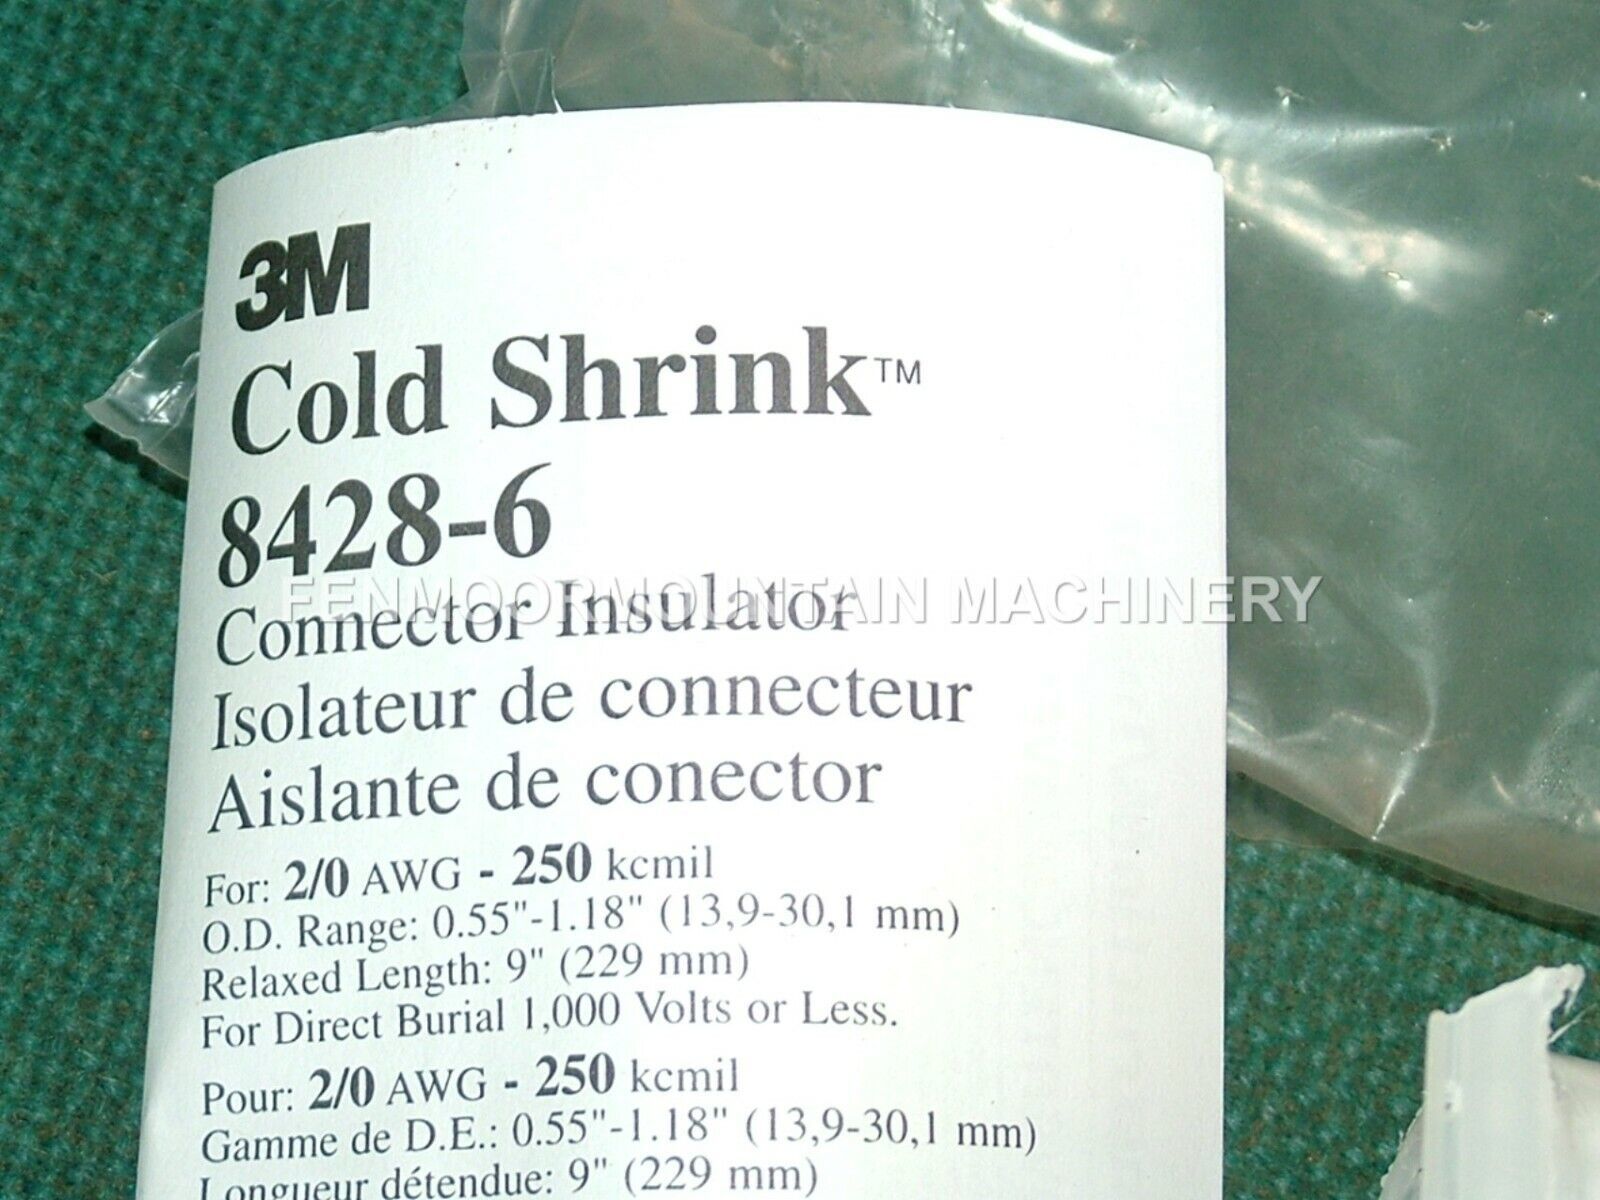 3M
Cold Shrink™
8428-6
FENMOORMOUNTAIN MACHINERY
Connector Insulator
Isolateur de connecteur
Aislante de conector
For: 2/0 AWG - 250 kcmil
O.D. Range: 0.55"-1.18" (13,9-30,1 mm)
Relaxed Length: 9" (229 mm)
For Direct Burial 1,000 Volts or Less.
Pour: 2/0 AWG - 250 kcmil
Gamme de D.E.: 0.55"-1.18" (13,9-30,1 mm)
Longueur détendue: 9" (229 mm)